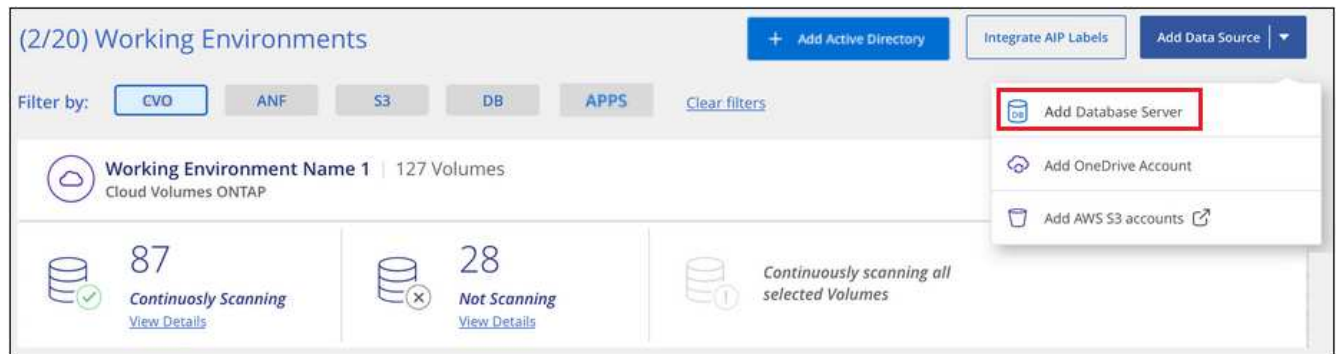 (2/20) Working Environments
+ Add Active Directory
Integrate AIP Labels
Add Data Source
Filter by:
CVO
ANF
S3
DB
APPS
Clear filters
DB
Add Database Server
Add OneDrive Account
Add AWS S3 accounts
Working Environment Name 1 | 127 Volumes
Cloud Volumes ONTAP
87
Continuosly Scanning
View Details
28
Not Scanning
View Details
Continuously scanning all
selected Volumes